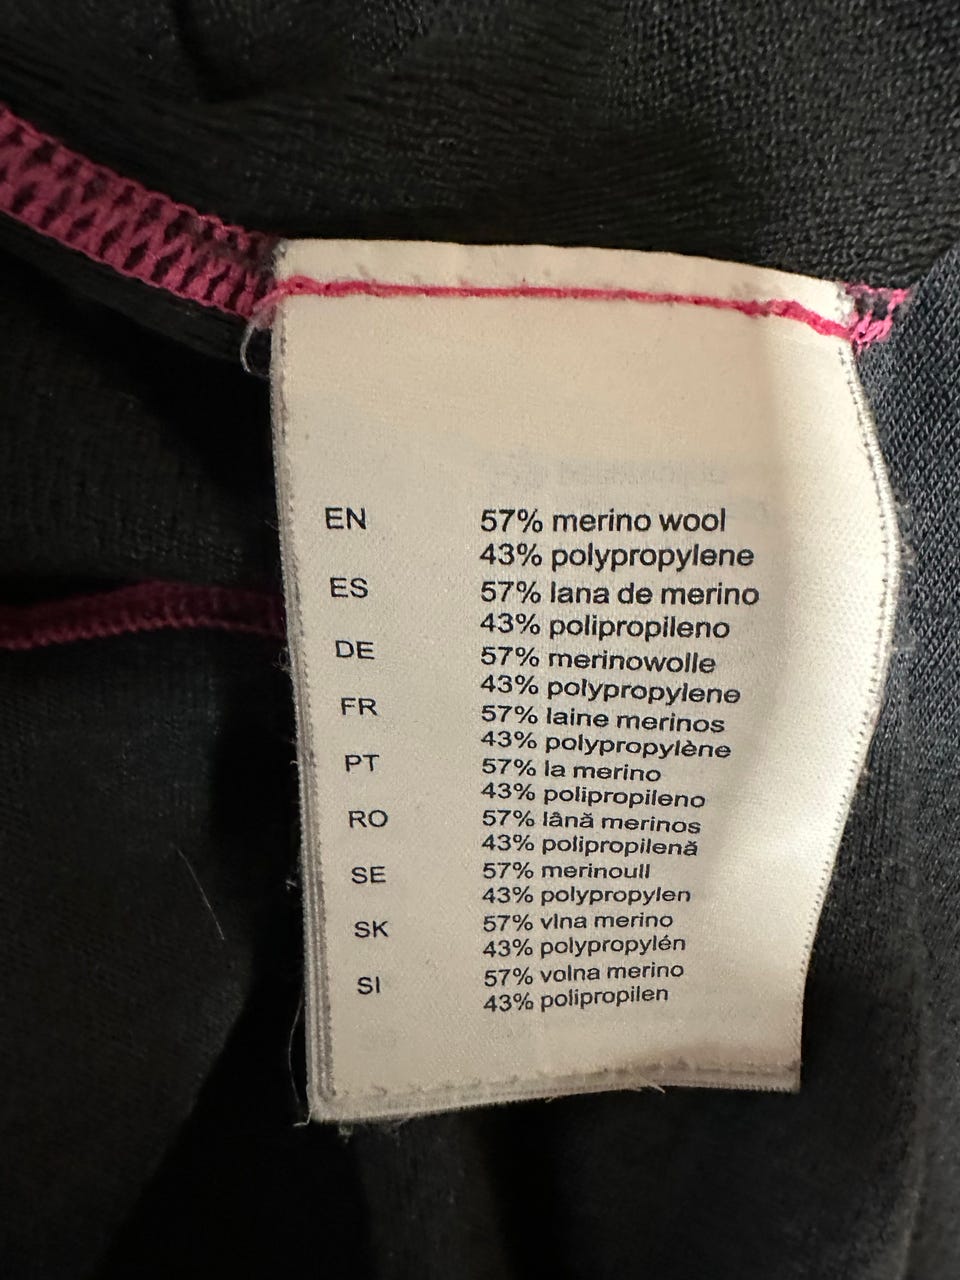 EN 57% merino wool
43% polypropylene
ES 57% lana de merino
43% polipropileno
DE 57% merinowolle
43% polypropylene
FR 57% laine merinos
43% polypropylène
PT 57% la merino
43% polipropileno
RO 57% lână merinos
43% polipropilenă
SE 57% merinoull
43% polypropylen
SK 57% vlna merino
43% polypropylén
SI 57% volna merino
43% polipropilen